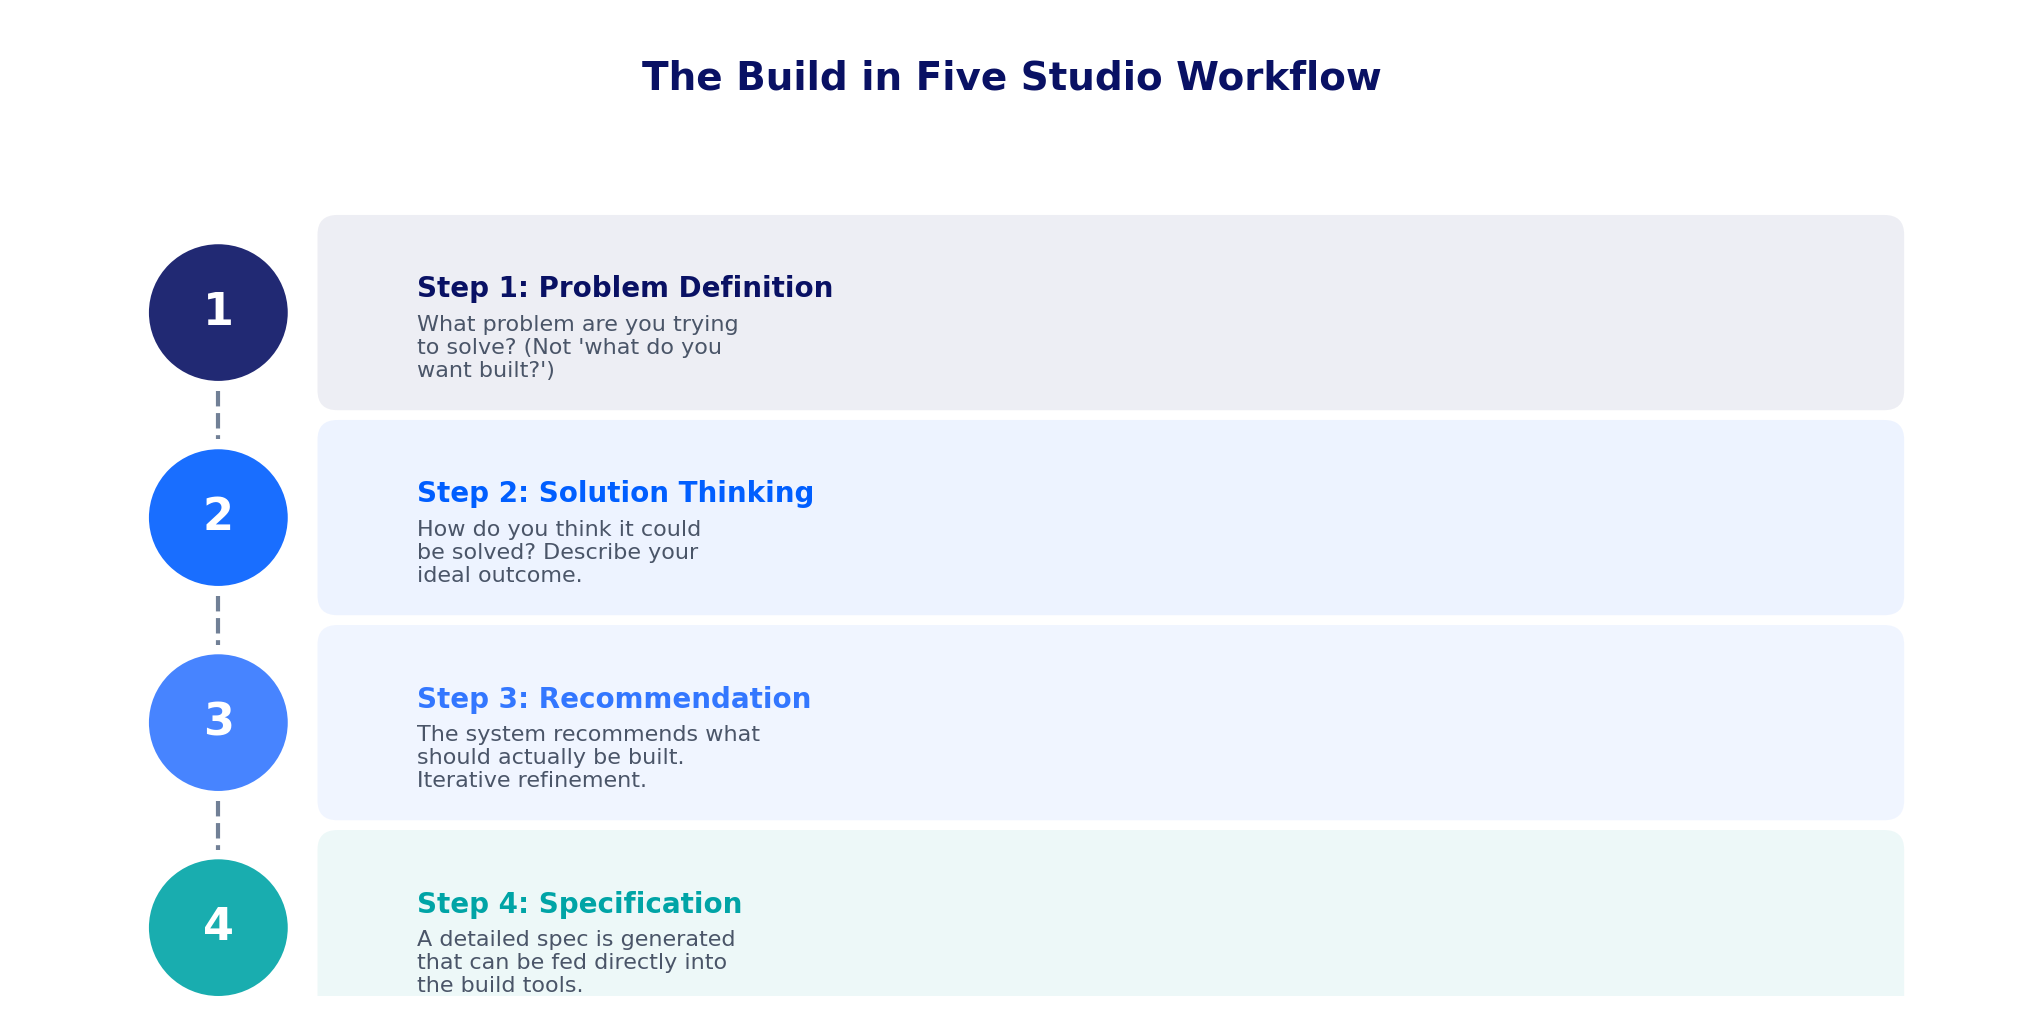 The Build in Five Studio Workflow
1
Step 1: Problem Definition
What problem are you trying
to solve? (Not 'what do you
want built?')
2
Step 2: Solution Thinking
How do you think it could
be solved? Describe your
ideal outcome.
3
Step 3: Recommendation
The system recommends what
should actually be built.
Iterative refinement.
4
Step 4: Specification
A detailed spec is generated
that can be fed directly into
the build tools.